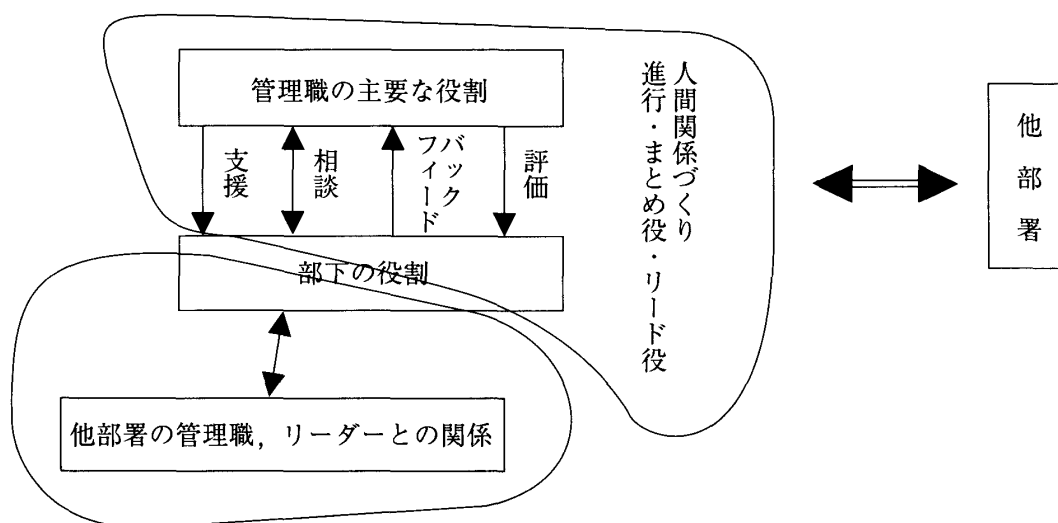 管理職の主要な役割
支援
相談
フィード
バック
評価
人間関係づくり
進行・まとめ役・リード役
他部署
部下の役割
他部署の管理職，リーダーとの関係